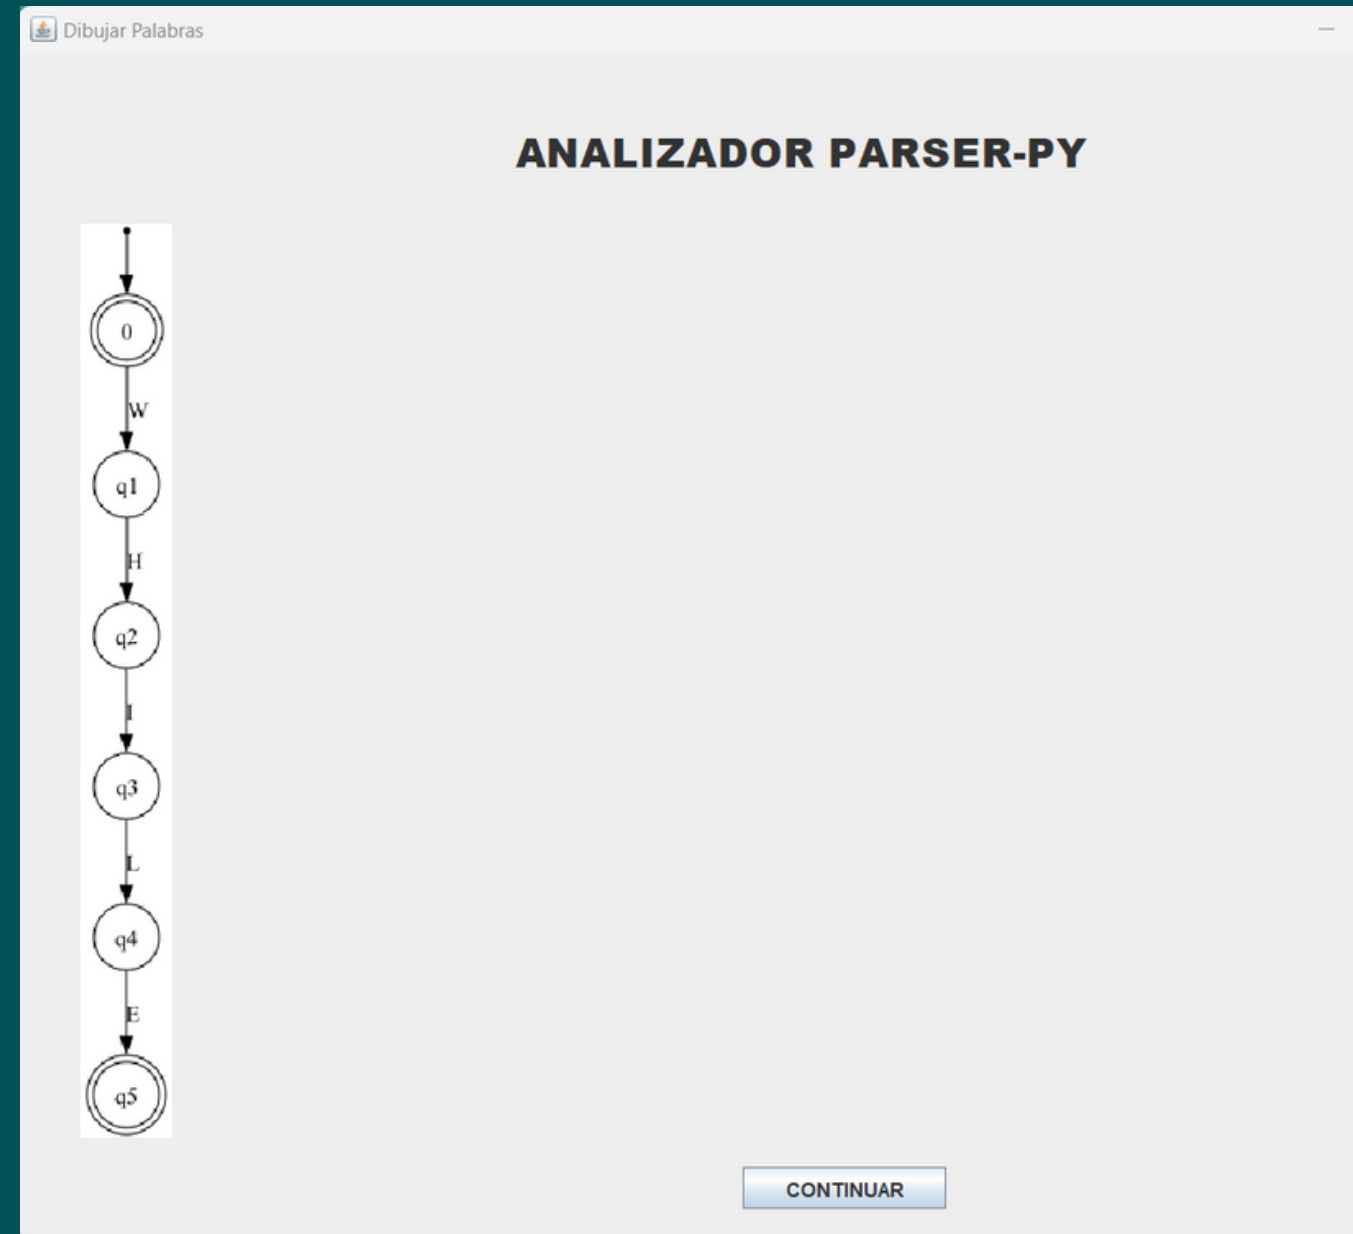 Dibujar Palabras
ANALIZADOR PARSER-PY
0
W
q1
H
q2
I
q3
L
q4
E
q5
CONTINUAR